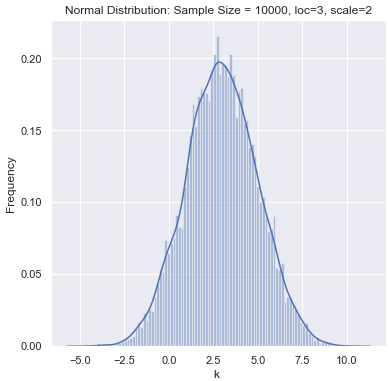 Normal Distribution: Sample Size = 10000, loc=3, scale=2
0.20
0.15
0.10
0.05
0.00
Frequency
−5.0 −2.5 0.0 2.5 5.0 7.5 10.0
k